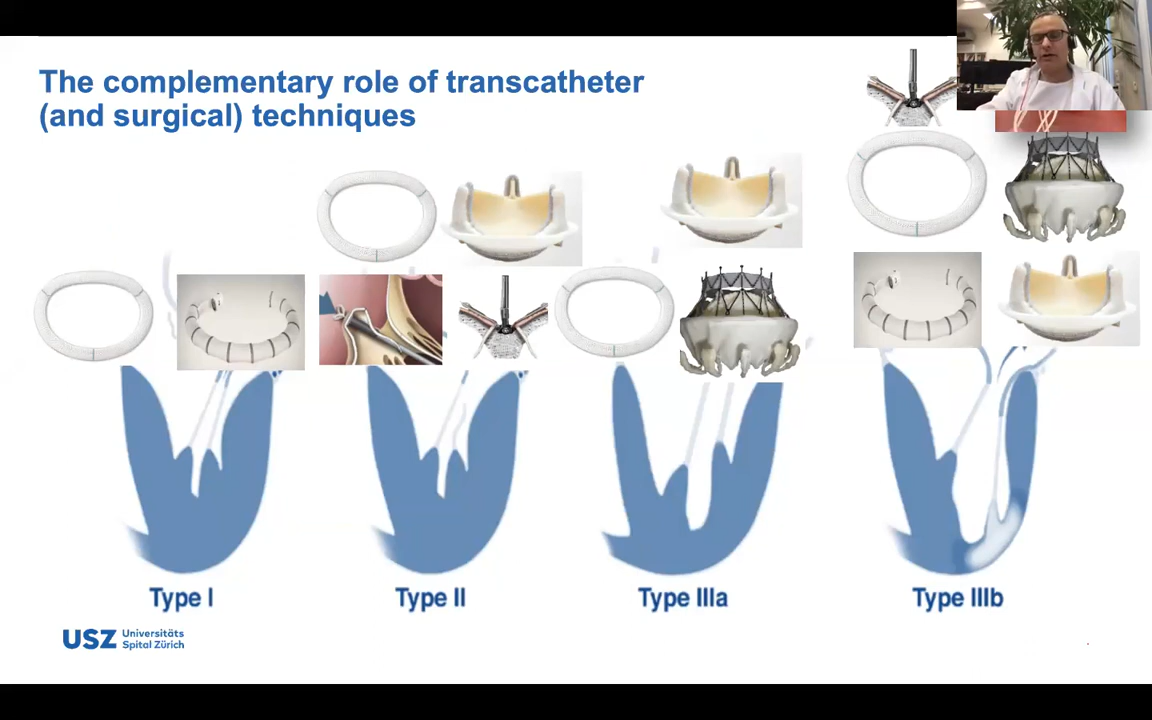 The complementary role of transcatheter
(and surgical) techniques
Type I
Type II
Type IIIa
Type IIIb
USZ Universitäts
Spital Zürich